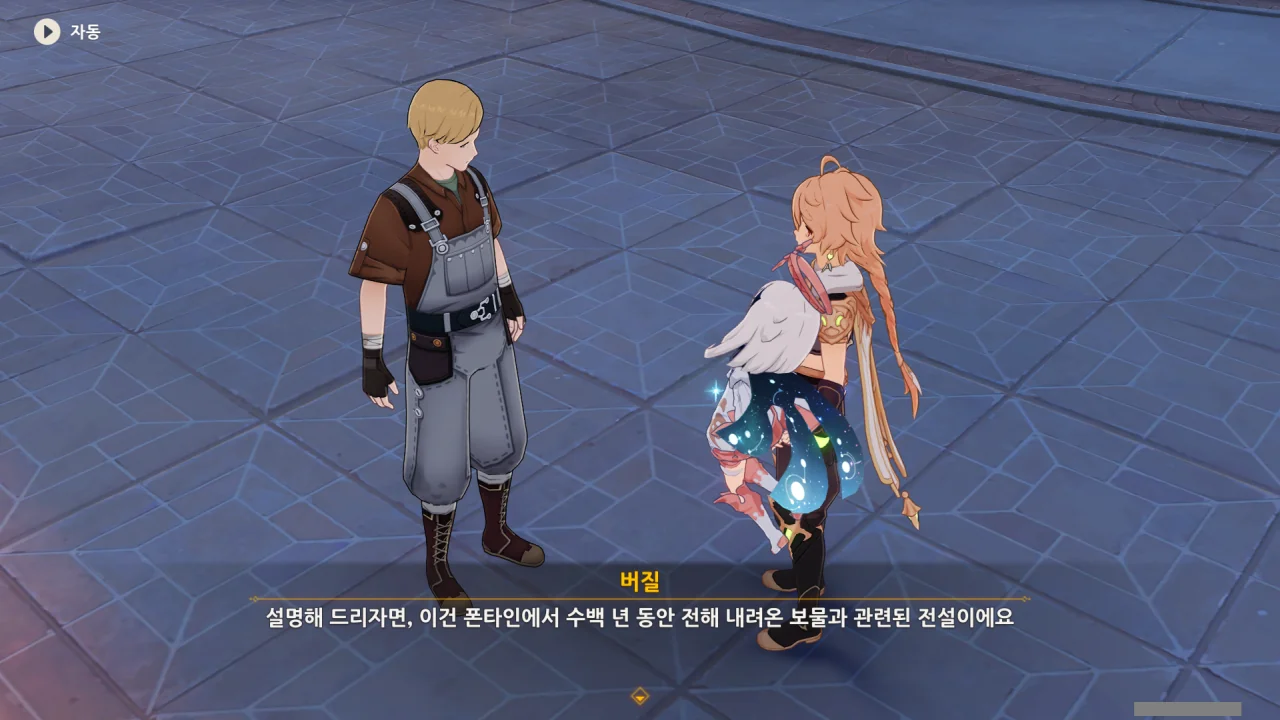 자동
버질
설명해 드리자면, 이건 폰타인에서 수백 년 동안 전해 내려온 보물과 관련된 전설이에요